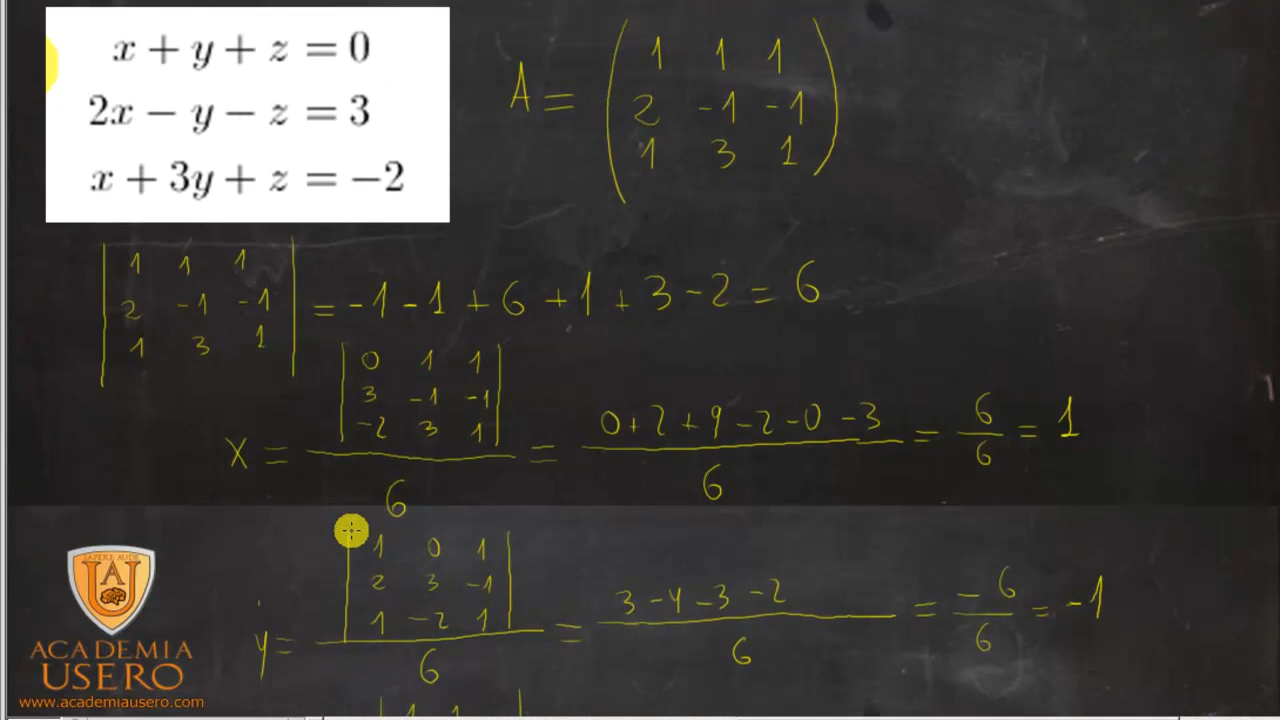 x + y + z = 0
2x − y − z = 3
x + 3y + z = −2
A = ( 1 1 1
2 -1 -1
1 3 1 )
| 1 1 1 |
| 2 -1 -1 | = -1 -1 + 6 + 1 + 3 - 2 = 6
| 1 3 1 |
| 0 1 1 |
| 3 -1 -1 |
| -2 3 1 |
x = ― = 0 + 2 + 9 - 2 - 0 - 3 = 6 = 1
6 6 6
| 1 0 1 |
| 2 3 -1 |
| 1 -2 1 |
y = ― = 3 - 4 - 3 - 2 = -6 = -1
6 6 6
| 1 1 |
SAPERE AUDE
UA
ACADEMIA
USERO
www.academiausero.com